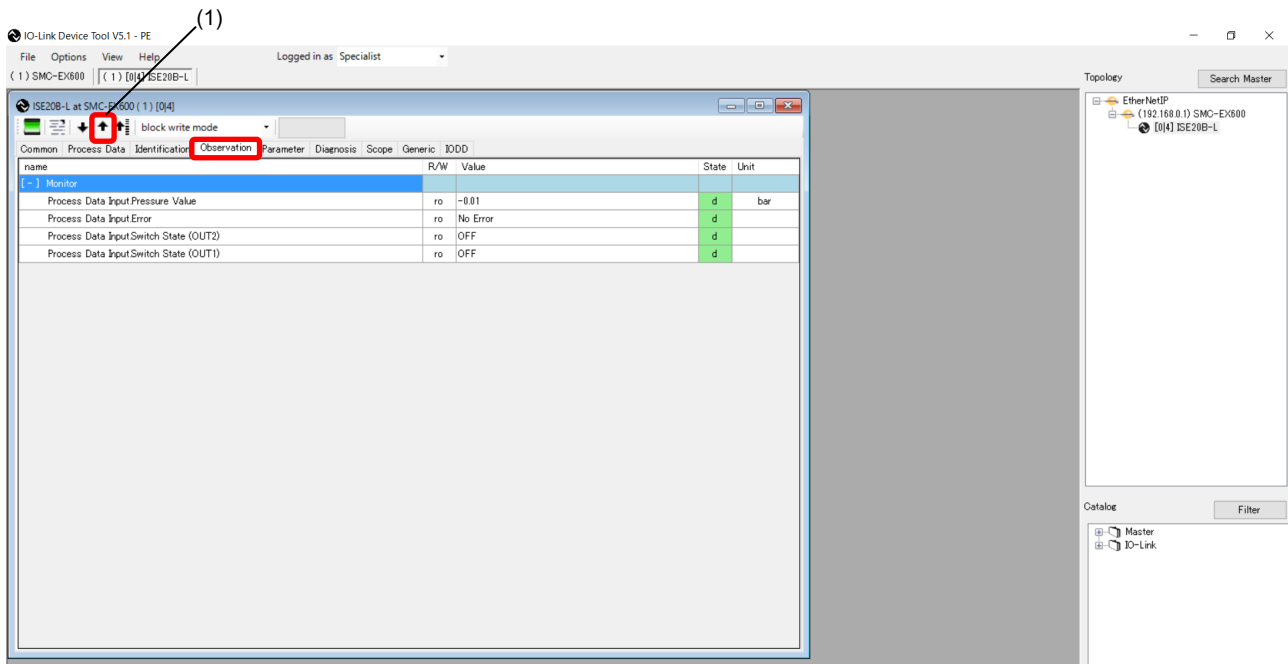 (1)
IO-Link Device Tool V5.1 - PE
File Options View Help Logged in as Specialist
( 1 ) SMC-EX600 ( 1 ) [0|4] ISE20B-L
Topology Search Master
EtherNetIP
(192.168.0.1) SMC-EX600
[0|4] ISE20B-L
ISE20B-L at SMC-EX600 ( 1 ) [0|4]
block write mode
Common Process Data Identification Observation Parameter Diagnosis Scope Generic IODD
name R/W Value State Unit
[ - ] Monitor
Process Data Input.Pressure Value ro -0.01 d bar
Process Data Input.Error ro No Error d
Process Data Input.Switch State (OUT2) ro OFF d
Process Data Input.Switch State (OUT1) ro OFF d
Catalog Filter
Master
IO-Link